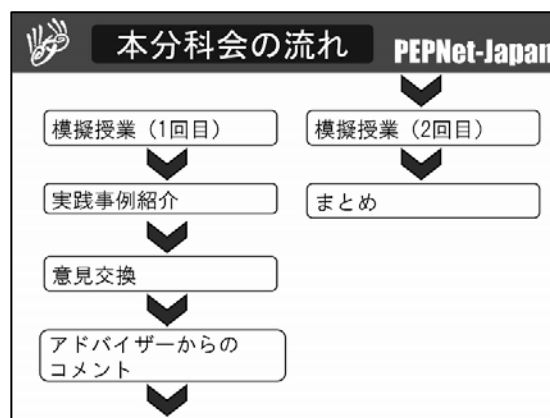 本分科会の流れ
PEPNet-Japan
模擬授業（1回目）
実践事例紹介
意見交換
アドバイザーからの
コメント
模擬授業（2回目）
まとめ